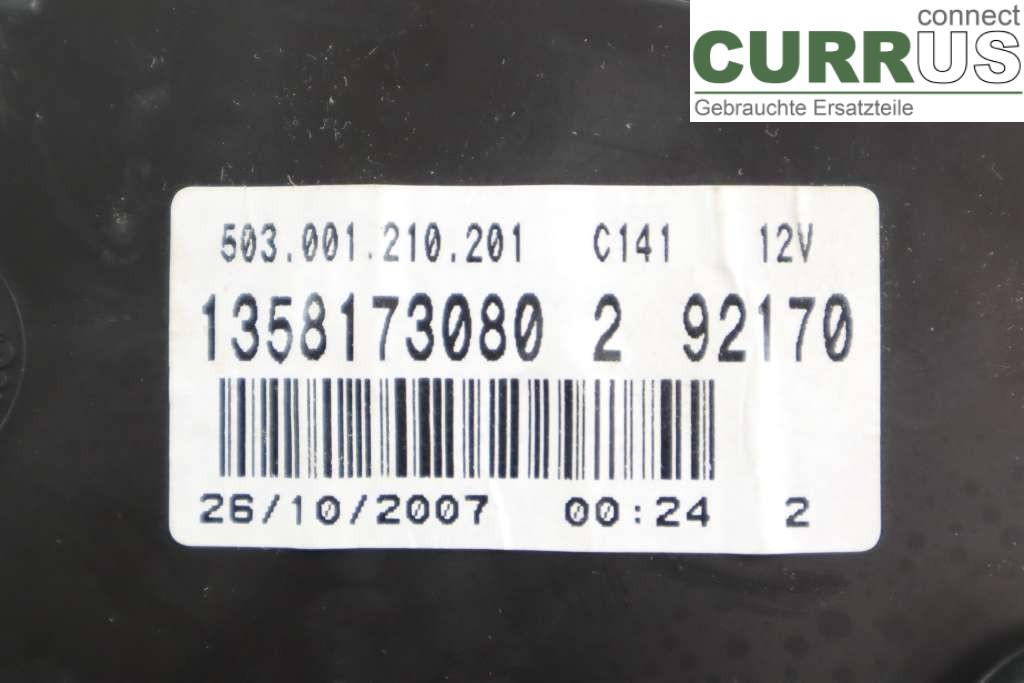 connect
CURRUS
Gebrauchte Ersatzteile
503.001.210.201 C141 12V
1358173080 2 92170
26/10/2007 00:24 2